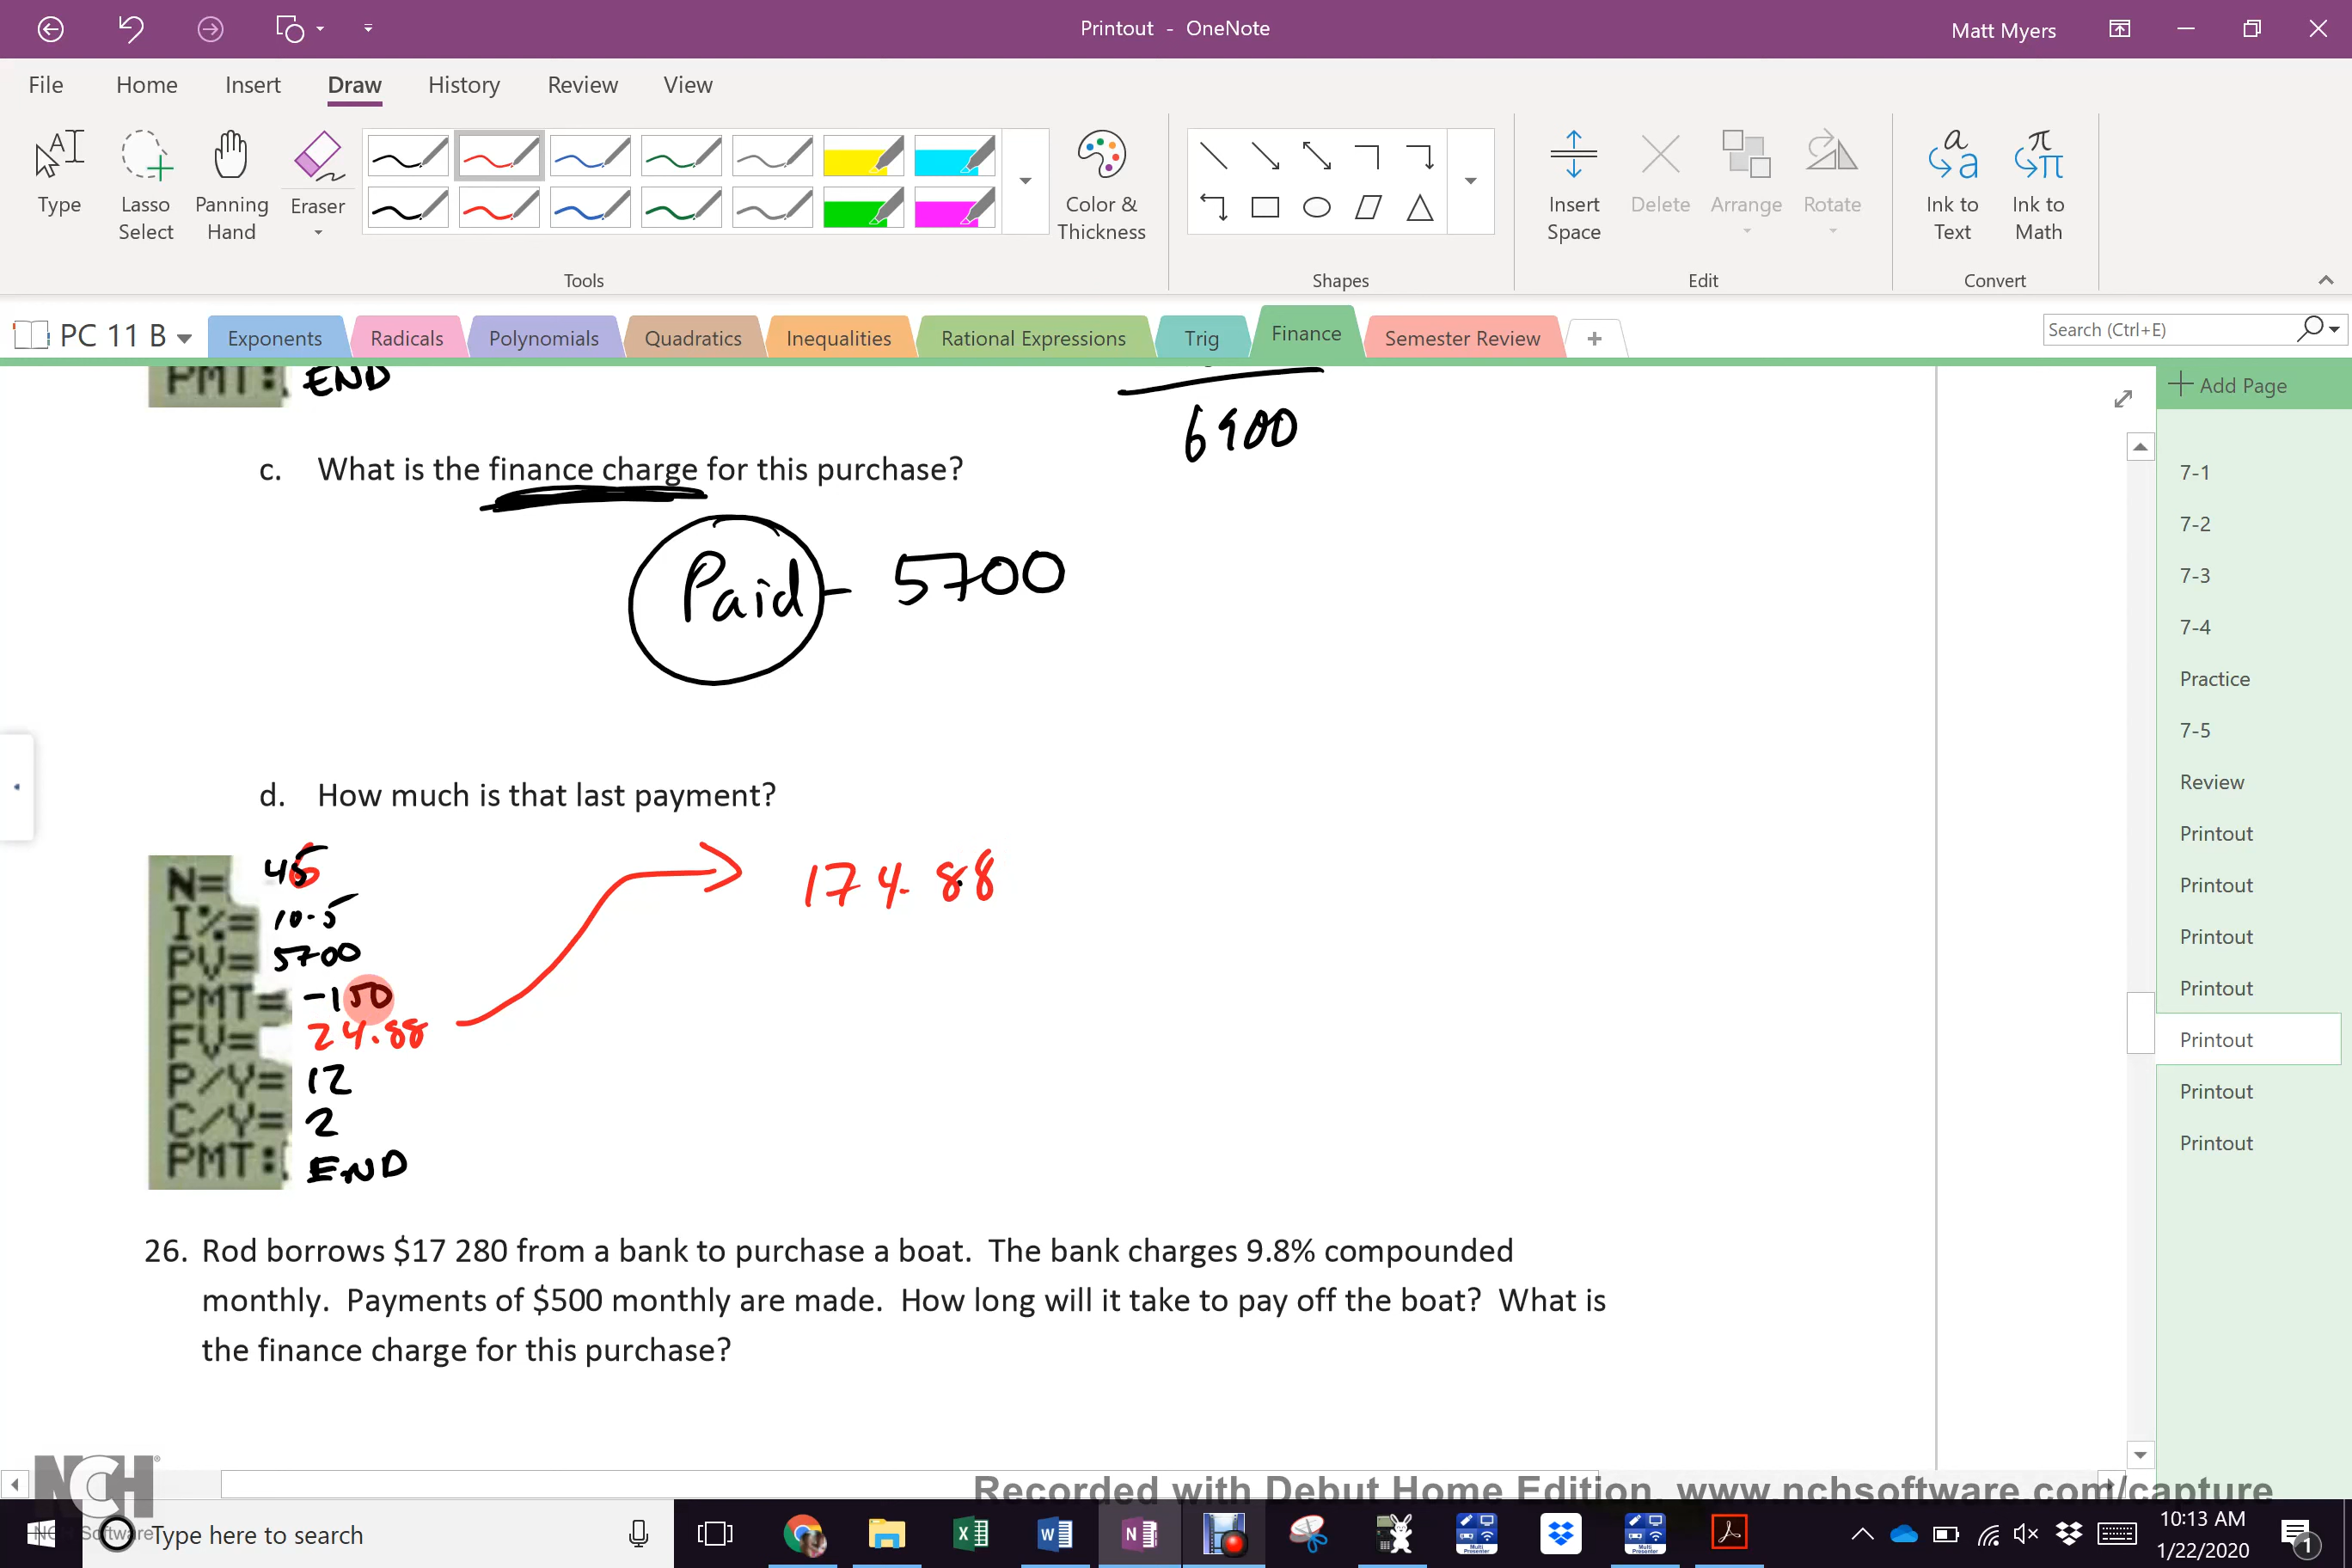 Printout - OneNote
Matt Myers
File Home Insert Draw History Review View
Type
Lasso Select
Panning Hand
Eraser
Color & Thickness
Insert Space
Delete
Arrange
Rotate
Ink to Text
Ink to Math
Tools
Shapes
Edit
Convert
PC 11 B
Exponents Radicals Polynomials Quadratics Inequalities Rational Expressions Trig Finance Semester Review +
Search (Ctrl+E)
Add Page
7-1
7-2
7-3
7-4
Practice
7-5
Review
Printout
Printout
Printout
Printout
Printout
Printout
Printout
PMT: END
6900
c. What is the finance charge for this purchase?
Paid - 5700
d. How much is that last payment?
N=
I%= 10.5
PV= 5700
PMT= -150
FV= 24.88
P/Y= 12
C/Y= 2
PMT: END
174.88
26. Rod borrows $17 280 from a bank to purchase a boat. The bank charges 9.8% compounded
monthly. Payments of $500 monthly are made. How long will it take to pay off the boat? What is
the finance charge for this purchase?
NCH
NCH Software
Recorded with Debut Home Edition www.nchsoftware.com/capture
Type here to search
10:13 AM
1/22/2020